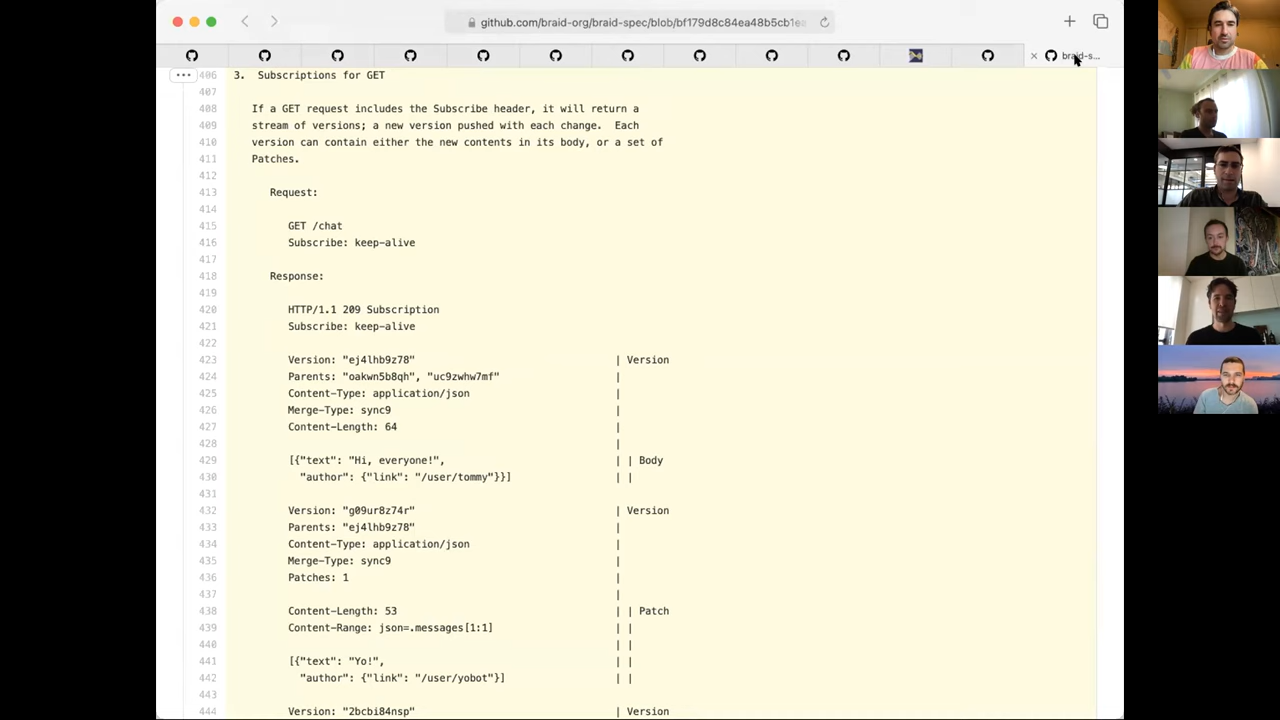 github.com/braid-org/braid-spec/blob/bf179d8c84ea48b5cb1ea
braid-s...
406 3.  Subscriptions for GET
407
408 If a GET request includes the Subscribe header, it will return a
409 stream of versions; a new version pushed with each change.  Each
410 version can contain either the new contents in its body, or a set of
411 Patches.
412
413 Request:
414
415 GET /chat
416 Subscribe: keep-alive
417
418 Response:
419
420 HTTP/1.1 209 Subscription
421 Subscribe: keep-alive
422
423 Version: "ej4lhb9z78" | Version
424 Parents: "oakwn5b8qh", "uc9zwhw7mf" |
425 Content-Type: application/json |
426 Merge-Type: sync9 |
427 Content-Length: 64 |
428 |
429 [{"text": "Hi, everyone!", | | Body
430 "author": {"link": "/user/tommy"}}] | |
431
432 Version: "g09ur8z74r" | Version
433 Parents: "ej4lhb9z78" |
434 Content-Type: application/json |
435 Merge-Type: sync9 |
436 Patches: 1 |
437 |
438 Content-Length: 53 | | Patch
439 Content-Range: json=.messages[1:1] | |
440 | |
441 [{"text": "Yo!", | |
442 "author": {"link": "/user/yobot"}] | |
443
444 Version: "2bcbi84nsp" | Version